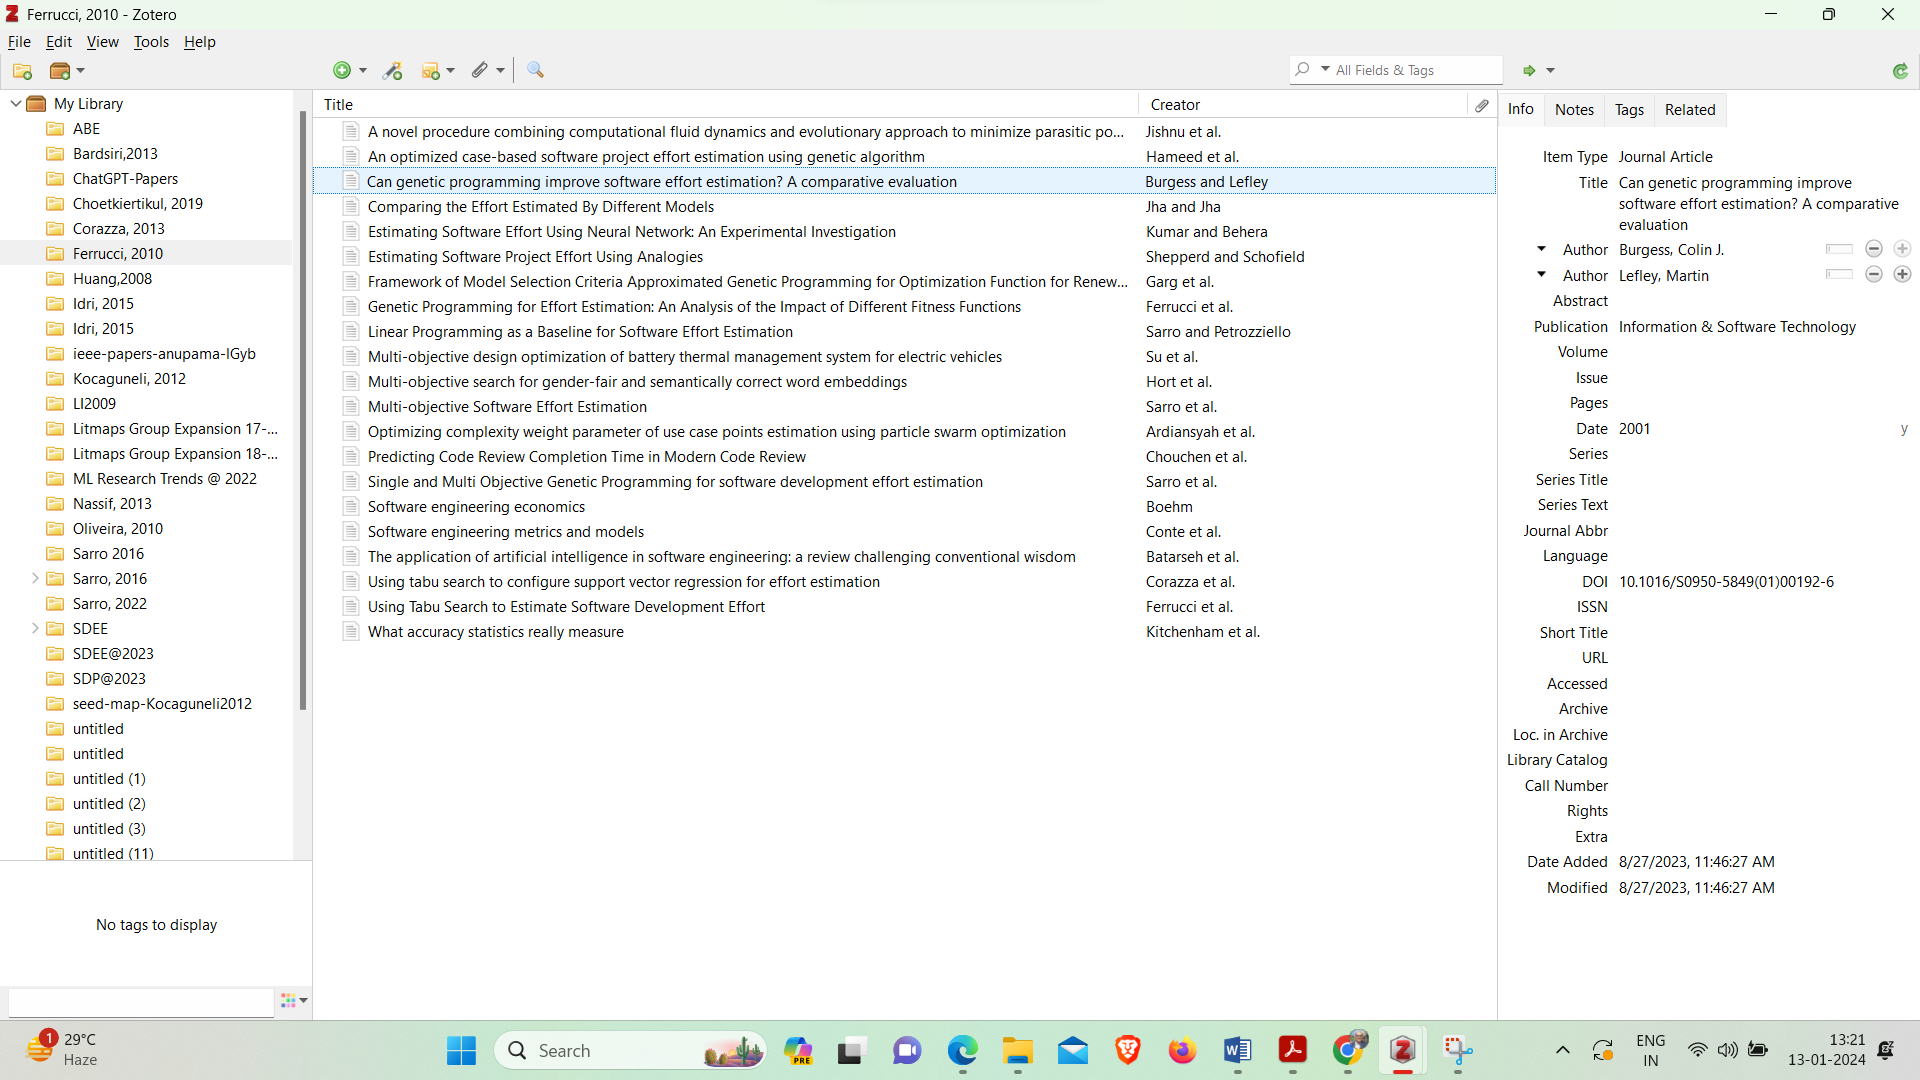 Ferrucci, 2010 - Zotero
File Edit View Tools Help
All Fields & Tags
My Library
ABE
Bardsiri,2013
ChatGPT-Papers
Choetkiertikul, 2019
Corazza, 2013
Ferrucci, 2010
Huang,2008
Idri, 2015
Idri, 2015
ieee-papers-anupama-IGyb
Kocaguneli, 2012
LI2009
Litmaps Group Expansion 17-...
Litmaps Group Expansion 18-...
ML Research Trends @ 2022
Nassif, 2013
Oliveira, 2010
Sarro 2016
Sarro, 2016
Sarro, 2022
SDEE
SDEE@2023
SDP@2023
seed-map-Kocaguneli2012
untitled
untitled
untitled (1)
untitled (2)
untitled (3)
untitled (11)
No tags to display
Title Creator
A novel procedure combining computational fluid dynamics and evolutionary approach to minimize parasitic po... Jishnu et al.
An optimized case-based software project effort estimation using genetic algorithm Hameed et al.
Can genetic programming improve software effort estimation? A comparative evaluation Burgess and Lefley
Comparing the Effort Estimated By Different Models Jha and Jha
Estimating Software Effort Using Neural Network: An Experimental Investigation Kumar and Behera
Estimating Software Project Effort Using Analogies Shepperd and Schofield
Framework of Model Selection Criteria Approximated Genetic Programming for Optimization Function for Renew... Garg et al.
Genetic Programming for Effort Estimation: An Analysis of the Impact of Different Fitness Functions Ferrucci et al.
Linear Programming as a Baseline for Software Effort Estimation Sarro and Petrozziello
Multi-objective design optimization of battery thermal management system for electric vehicles Su et al.
Multi-objective search for gender-fair and semantically correct word embeddings Hort et al.
Multi-objective Software Effort Estimation Sarro et al.
Optimizing complexity weight parameter of use case points estimation using particle swarm optimization Ardiansyah et al.
Predicting Code Review Completion Time in Modern Code Review Chouchen et al.
Single and Multi Objective Genetic Programming for software development effort estimation Sarro et al.
Software engineering economics Boehm
Software engineering metrics and models Conte et al.
The application of artificial intelligence in software engineering: a review challenging conventional wisdom Batarseh et al.
Using tabu search to configure support vector regression for effort estimation Corazza et al.
Using Tabu Search to Estimate Software Development Effort Ferrucci et al.
What accuracy statistics really measure Kitchenham et al.
Info Notes Tags Related
Item Type Journal Article
Title Can genetic programming improve
software effort estimation? A comparative
evaluation
Author Burgess, Colin J.
Author Lefley, Martin
Abstract
Publication Information & Software Technology
Volume
Issue
Pages
Date 2001 y
Series
Series Title
Series Text
Journal Abbr
Language
DOI 10.1016/S0950-5849(01)00192-6
ISSN
Short Title
URL
Accessed
Archive
Loc. in Archive
Library Catalog
Call Number
Rights
Extra
Date Added 8/27/2023, 11:46:27 AM
Modified 8/27/2023, 11:46:27 AM
1 29°C
Haze
Search
PRE
ENG
IN
13:21
13-01-2024